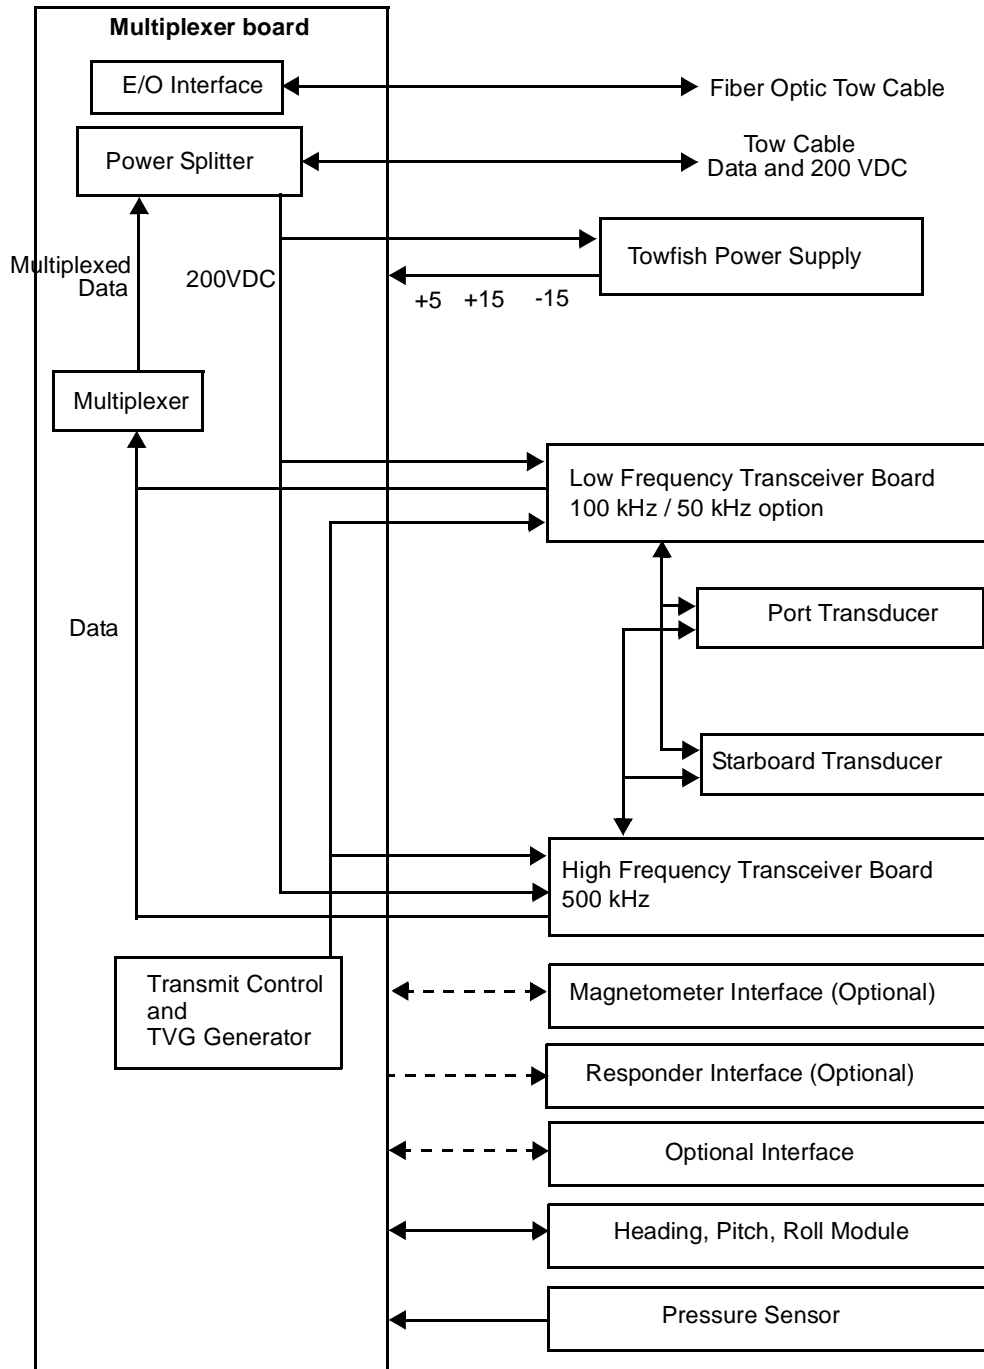 Multiplexer board
E/O Interface
Fiber Optic Tow Cable
Power Splitter
Tow Cable
Data and 200 VDC
Multiplexed
Data
200VDC
Towfish Power Supply
+5 +15 -15
Multiplexer
Low Frequency Transceiver Board
100 kHz / 50 kHz option
Data
Port Transducer
Starboard Transducer
High Frequency Transceiver Board
500 kHz
Transmit Control
and
TVG Generator
Magnetometer Interface (Optional)
Responder Interface (Optional)
Optional Interface
Heading, Pitch, Roll Module
Pressure Sensor